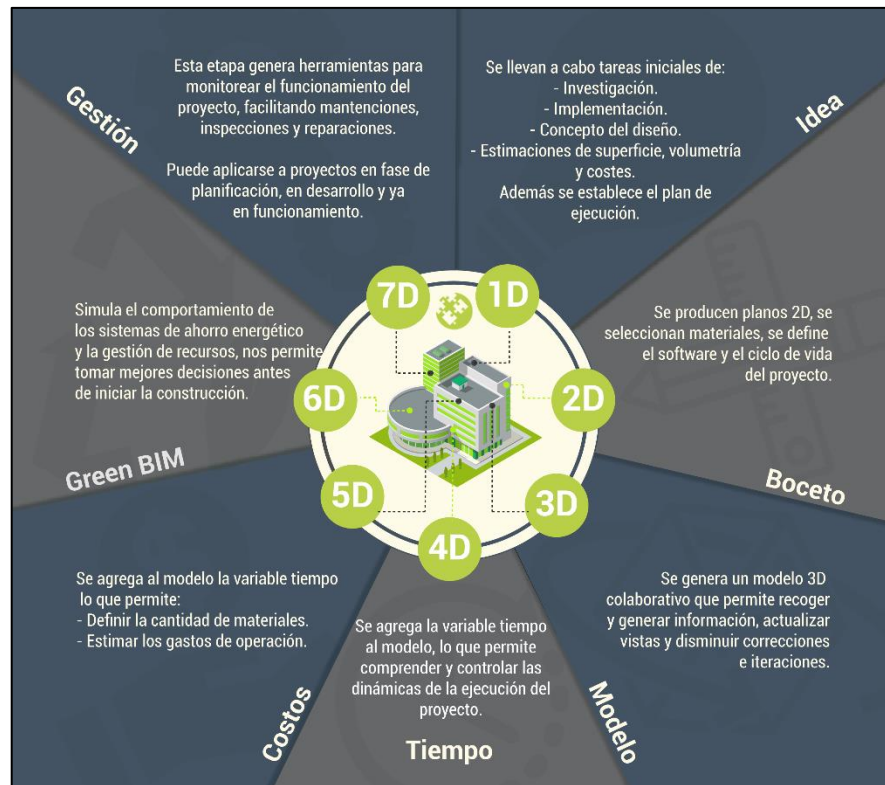 Gestión
Esta etapa genera herramientas para
monitorear el funcionamiento del
proyecto, facilitando mantenciones,
inspecciones y reparaciones.
Puede aplicarse a proyectos en fase de
planificación, en desarrollo y ya
en funcionamiento.
Se llevan a cabo tareas iniciales de:
- Investigación.
- Implementación.
- Concepto del diseño.
- Estimaciones de superficie, volumetría
y costes.
Además se establece el plan de
ejecución.
Idea
7D
1D
Simula el comportamiento de
los sistemas de ahorro energético
y la gestión de recursos, nos permite
tomar mejores decisiones antes
de iniciar la construcción.
Green BIM
6D
2D
Se producen planos 2D, se
seleccionan materiales, se define
el software y el ciclo de vida
del proyecto.
Boceto
5D
3D
4D
Se agrega al modelo la variable tiempo
lo que permite:
- Definir la cantidad de materiales.
- Estimar los gastos de operación.
Costos
Se agrega la variable tiempo
al modelo, lo que permite
comprender y controlar las
dinámicas de la ejecución del
proyecto.
Tiempo
Se genera un modelo 3D
colaborativo que permite recoger
y generar información, actualizar
vistas y disminuir correcciones
e iteraciones.
Modelo